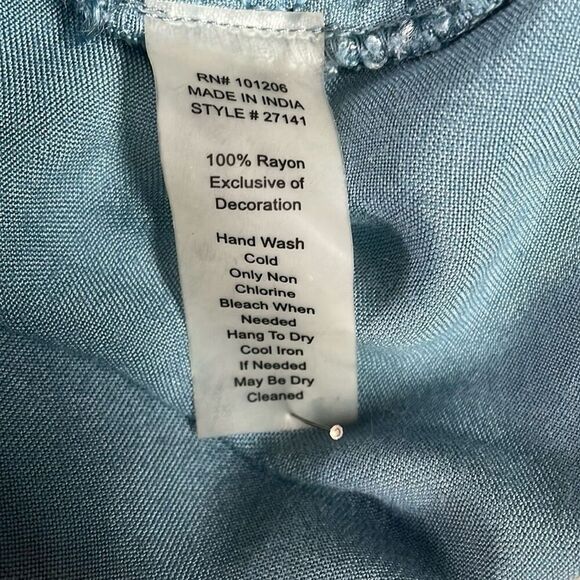 RN# 101206
MADE IN INDIA
STYLE # 27141
100% Rayon
Exclusive of
Decoration
Hand Wash
Cold
Only Non
Chlorine
Bleach When
Needed
Hang To Dry
Cool Iron
If Needed
May Be Dry
Cleaned